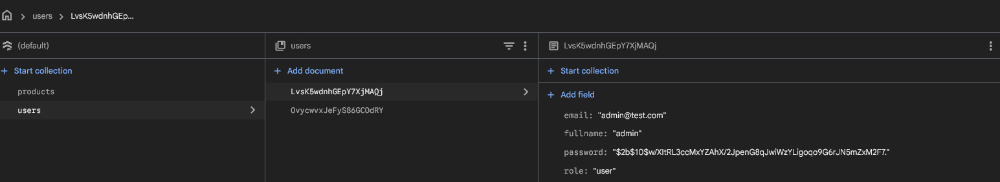 users LvsK5wdnhGEp...
(default)
Start collection
products
users
users
Add document
LvsK5wdnhGEpY7XjMAQj
OvycwvxJeFyS86GCOdRY
LvsK5wdnhGEpY7XjMAQj
Start collection
Add field
email: "admin@test.com"
fullname: "admin"
password: "$2b$10$w/XItRL3ccMxYZAhX/2JpenG8qJwiWzYLigoqo9G6rJN5mZxM2F7."
role: "user"